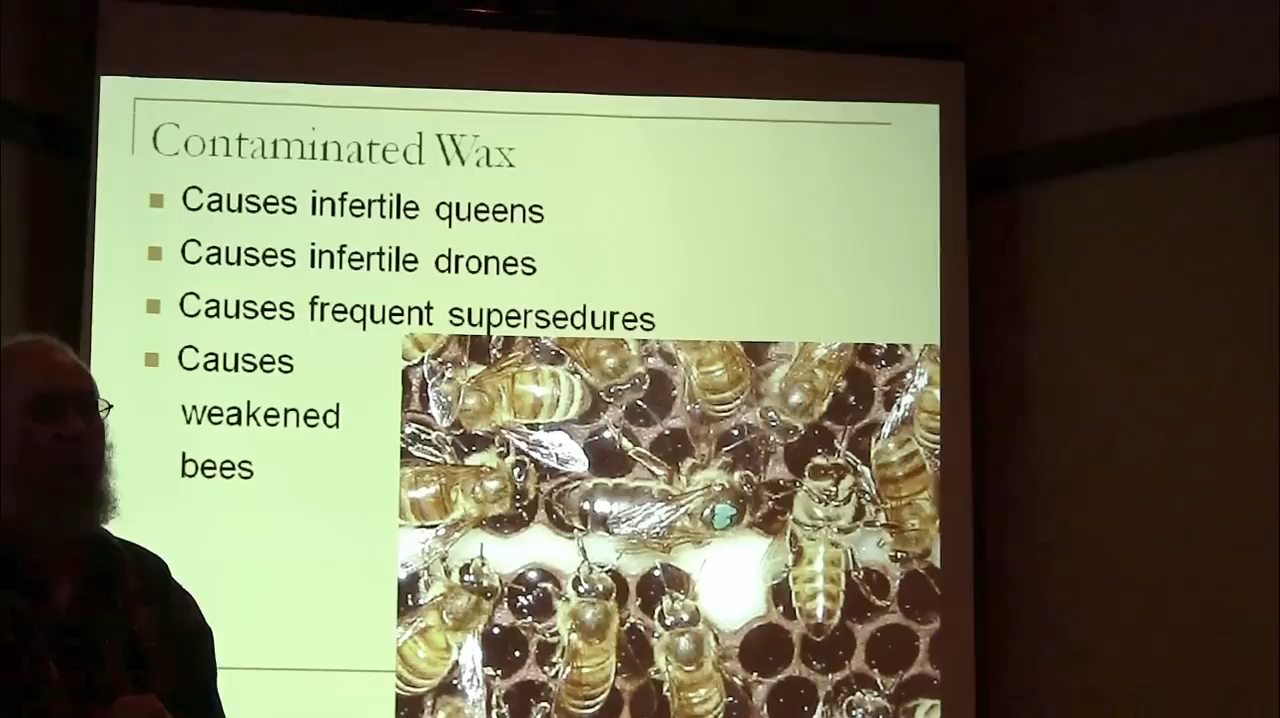 Contaminated Wax
Causes infertile queens
Causes infertile drones
Causes frequent supersedures
Causes
weakened
bees